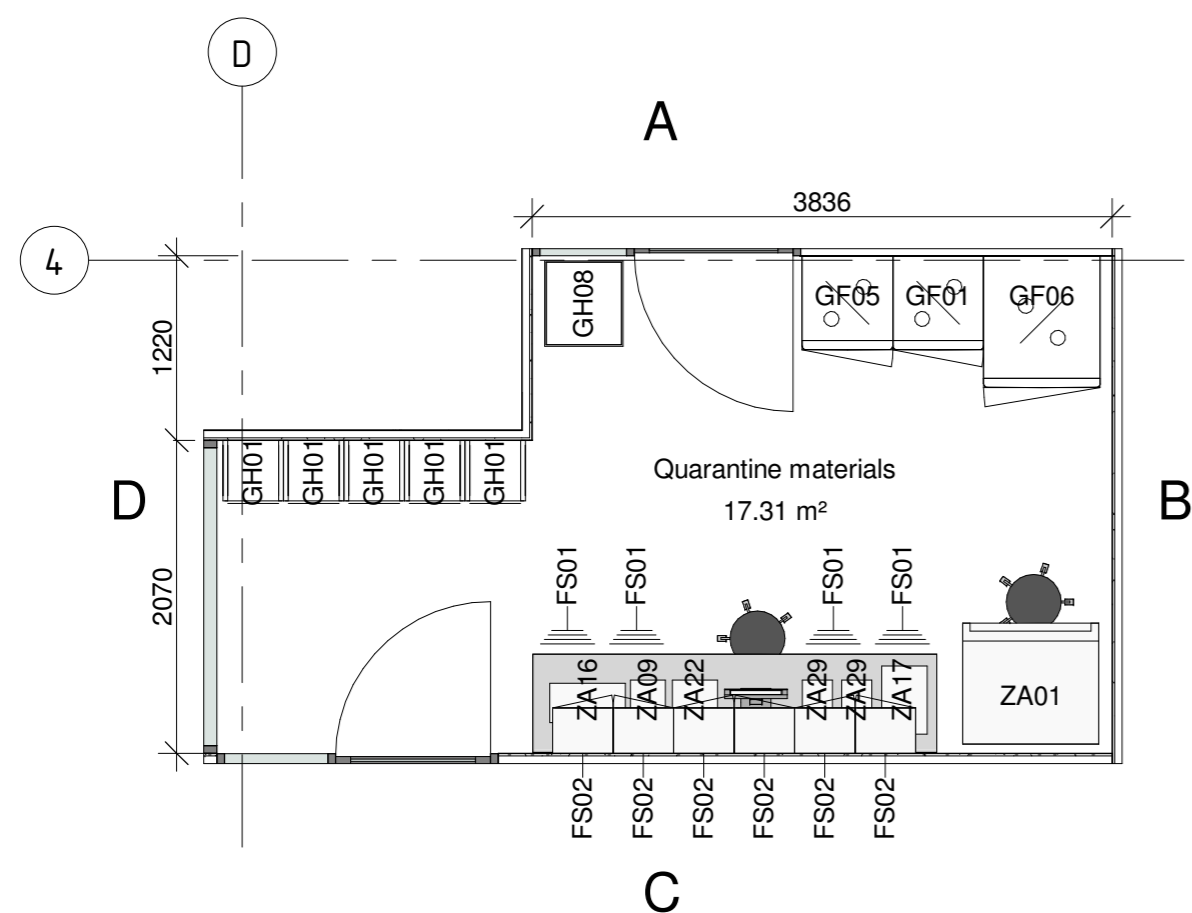 D
A
3836
4
GH08
GF05
GF01
GF06
1220
GH01
GH01
GH01
GH01
GH01
Quarantine materials
17.31 m²
D
B
2070
FS01
FS01
FS01
FS01
ZA16
ZA09
ZA22
ZA29
ZA29
ZA17
ZA01
FS02
FS02
FS02
FS02
FS02
FS02
C